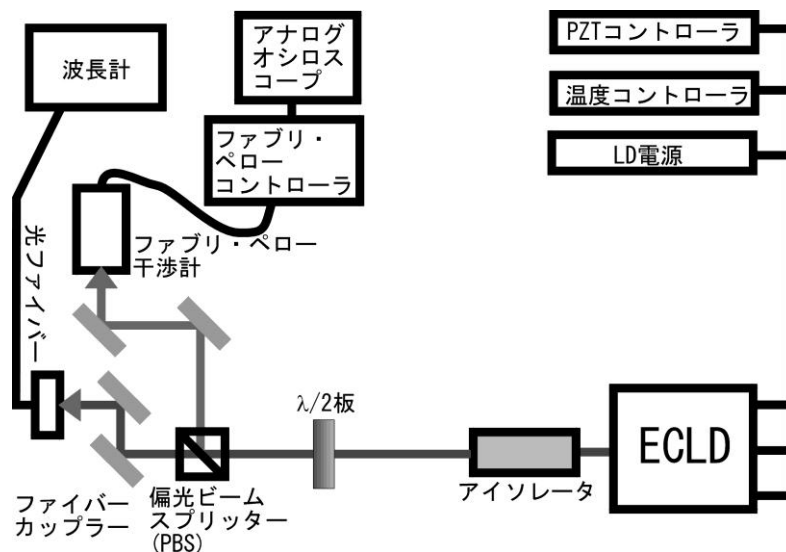 波長計
アナログ
オシロス
コープ
ファブリ・
ペロー
コントローラ
PZTコントローラ
温度コントローラ
LD電源
ファブリ・ペロー
干渉計
光ファイバー
λ/2板
ECLD
アイソレータ
ファイバー
カップラー
偏光ビーム
スプリッター
(PBS)